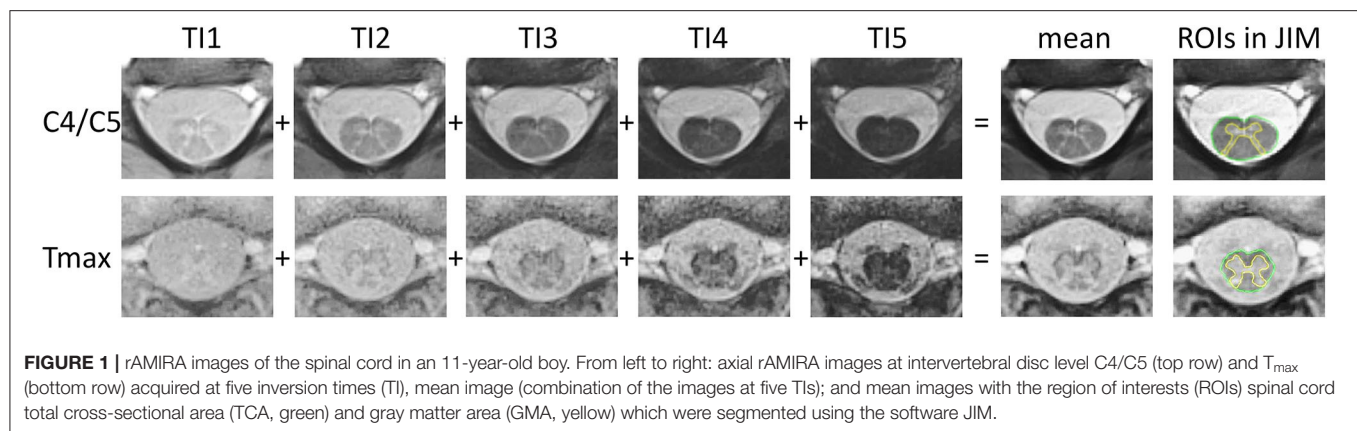 TI1 TI2 TI3 TI4 TI5 mean ROIs in JIM
C4/C5 + + + + =
Tmax + + + + =
FIGURE 1 | rAMIRA images of the spinal cord in an 11-year-old boy. From left to right: axial rAMIRA images at intervertebral disc level C4/C5 (top row) and Tmax
(bottom row) acquired at five inversion times (TI), mean image (combination of the images at five TIs); and mean images with the region of interests (ROIs) spinal cord
total cross-sectional area (TCA, green) and gray matter area (GMA, yellow) which were segmented using the software JIM.